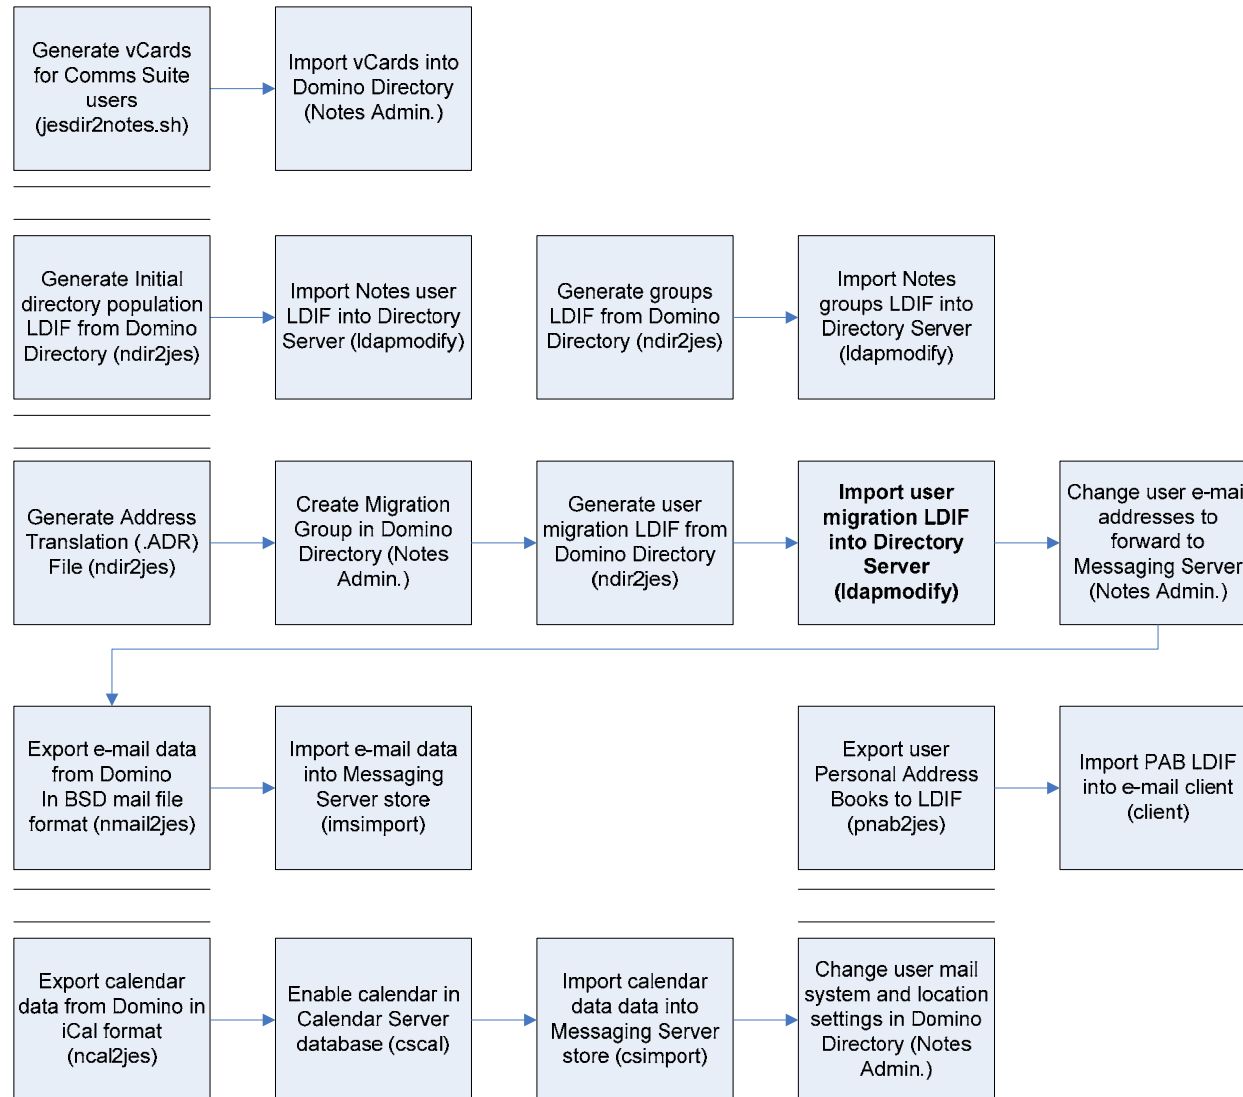 Generate vCards
for Comms Suite
users
(jesdir2notes.sh)
Import vCards into
Domino Directory
(Notes Admin.)
Generate Initial
directory population
LDIF from Domino
Directory (ndir2jes)
Import Notes user
LDIF into Directory
Server (ldapmodify)
Generate groups
LDIF from Domino
Directory (ndir2jes)
Import Notes
groups LDIF into
Directory Server
(ldapmodify)
Generate Address
Translation (.ADR)
File (ndir2jes)
Create Migration
Group in Domino
Directory (Notes
Admin.)
Generate user
migration LDIF from
Domino Directory
(ndir2jes)
Import user
migration LDIF
into Directory
Server
(ldapmodify)
Change user e-mail
addresses to
forward to
Messaging Server
(Notes Admin.)
Export e-mail data
from Domino
In BSD mail file
format (nmail2jes)
Import e-mail data
into Messaging
Server store
(imsimport)
Export user
Personal Address
Books to LDIF
(pnab2jes)
Import PAB LDIF
into e-mail client
(client)
Export calendar
data from Domino in
iCal format
(ncal2jes)
Enable calendar in
Calendar Server
database (cscal)
Import calendar
data data into
Messaging Server
store (csimport)
Change user mail
system and location
settings in Domino
Directory (Notes
Admin.)